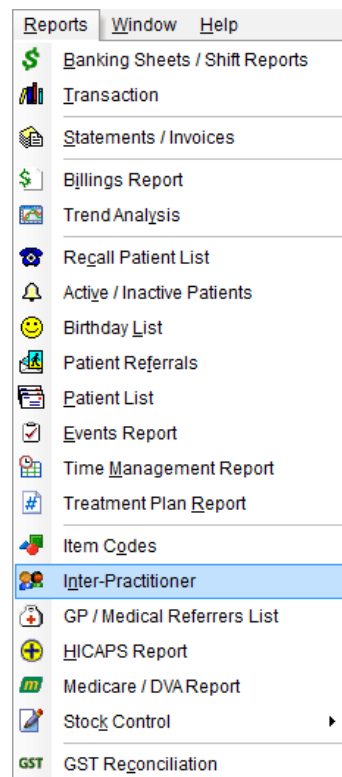 Reports Window Help
Banking Sheets / Shift Reports
Transaction
Statements / Invoices
$ Billings Report
Trend Analysis
Recall Patient List
Active / Inactive Patients
Birthday List
Patient Referrals
Patient List
Events Report
Time Management Report
# Treatment Plan Report
Item Codes
Inter-Practitioner
GP / Medical Referrers List
HICAPS Report
m Medicare / DVA Report
Stock Control
GST GST Reconciliation